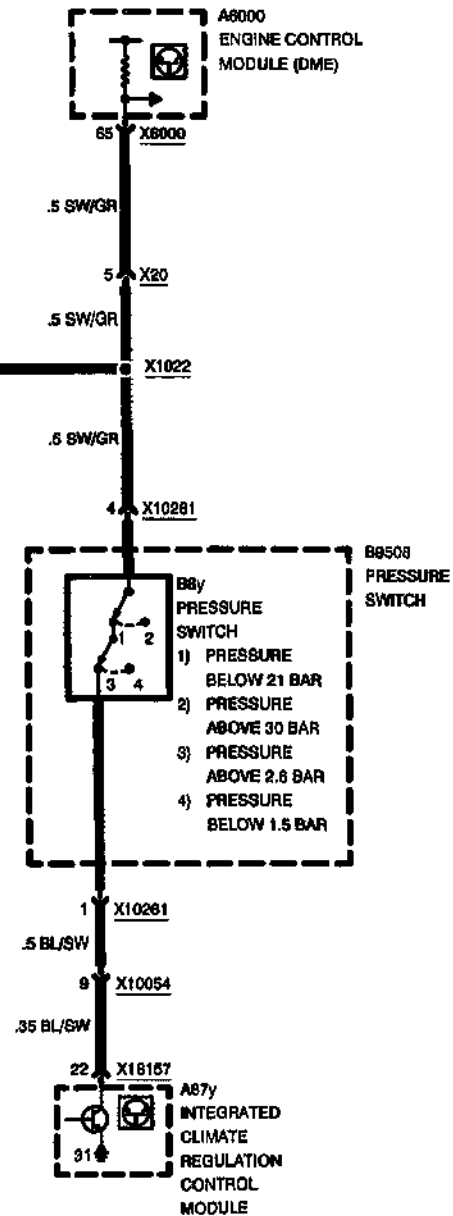 A6000
ENGINE CONTROL
MODULE (DME)
65 X6000
.5 SW/GR
5 X20
.5 SW/GR
X1022
.5 SW/GR
4 X10281
B9508
PRESSURE
SWITCH
B8y
PRESSURE
SWITCH
1 2
3 4
1) PRESSURE
BELOW 21 BAR
2) PRESSURE
ABOVE 30 BAR
3) PRESSURE
ABOVE 2.6 BAR
4) PRESSURE
BELOW 1.5 BAR
1 X10281
.5 BL/SW
9 X10054
.35 BL/SW
22 X18157
A87y
INTEGRATED
CLIMATE
REGULATION
CONTROL
MODULE
31